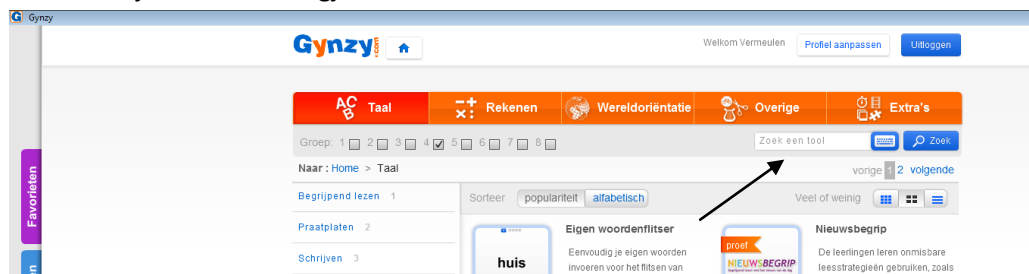 Gynzy
Gynzy.com
Welkom Vermeulen Profiel aanpassen Uitloggen
ACB Taal Rekenen Wereldoriëntatie Overige Extra's
Groep: 1 2 3 4 5 6 7 8 Zoek een tool Zoek
Naar : Home > Taal vorige 1 2 volgende
Favorieten
Begrijpend lezen 1
Praatplaten 2
Schrijven 3
Sorteer populariteit alfabetisch Veel of weinig
huis
Eigen woordenflitser
Eenvoudig je eigen woorden
invoeren voor het flitsen van
proef
NIEUWSBEGRIP
Nieuwsbegrip
De leerlingen leren onmisbare
leesstrategieën gebruiken, zoals